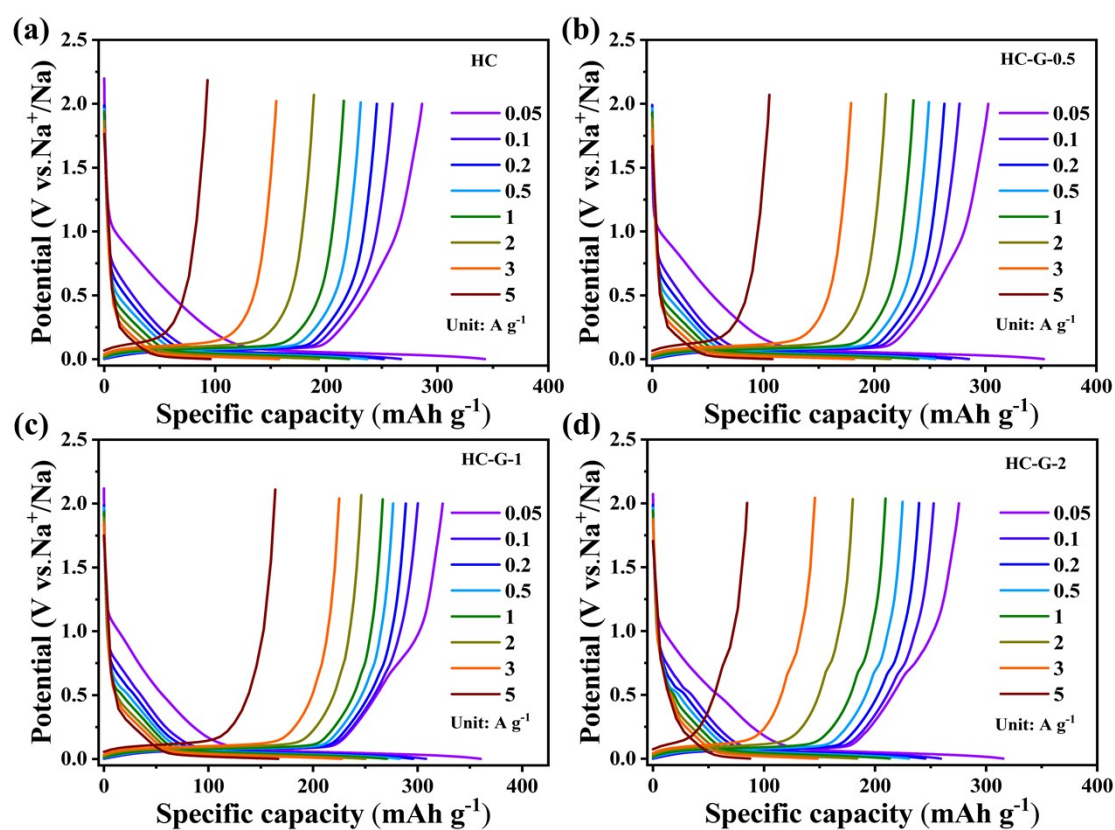 (a)
HC
2.5
2.0
1.5
1.0
0.5
0.0
Potential (V vs.Na⁺/Na)
0.05
0.1
0.2
0.5
1
2
3
5
Unit: A g⁻¹
0 100 200 300 400
Specific capacity (mAh g⁻¹)
(b)
HC-G-0.5
2.5
2.0
1.5
1.0
0.5
0.0
Potential (V vs.Na⁺/Na)
0.05
0.1
0.2
0.5
1
2
3
5
Unit: A g⁻¹
0 100 200 300 400
Specific capacity (mAh g⁻¹)
(c)
HC-G-1
2.5
2.0
1.5
1.0
0.5
0.0
Potential (V vs.Na⁺/Na)
0.05
0.1
0.2
0.5
1
2
3
5
Unit: A g⁻¹
0 100 200 300 400
Specific capacity (mAh g⁻¹)
(d)
HC-G-2
2.5
2.0
1.5
1.0
0.5
0.0
Potential (V vs.Na⁺/Na)
0.05
0.1
0.2
0.5
1
2
3
5
Unit: A g⁻¹
0 100 200 300 400
Specific capacity (mAh g⁻¹)